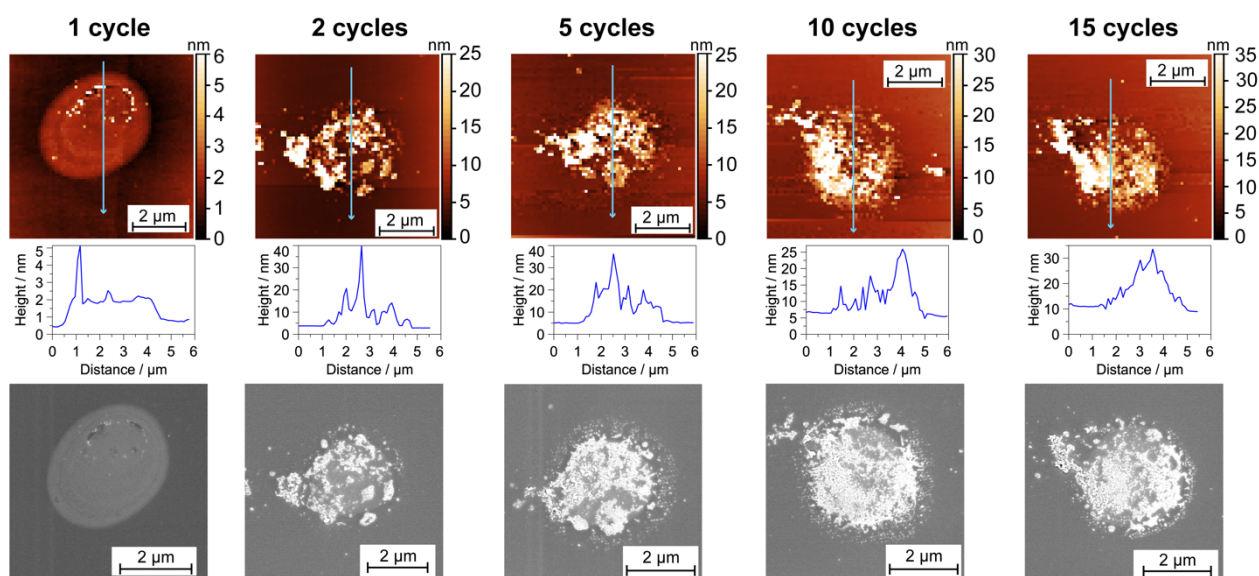 1 cycle 2 cycles 5 cycles 10 cycles 15 cycles
nm nm nm nm nm
6 5 4 3 2 1 0
25 20 15 10 5 0
25 20 15 10 5 0
30 25 20 15 10 5 0
35 30 25 20 15 10 5 0
2 µm 2 µm 2 µm 2 µm 2 µm
Height / nm Height / nm Height / nm Height / nm Height / nm
5 4 3 2 1 0
40 30 20 10 0
40 30 20 10 0
25 20 15 10 5 0
30 20 10 0
0 1 2 3 4 5 6 0 1 2 3 4 5 6 0 1 2 3 4 5 6 0 1 2 3 4 5 6 0 1 2 3 4 5 6
Distance / µm Distance / µm Distance / µm Distance / µm Distance / µm
2 µm 2 µm 2 µm 2 µm 2 µm